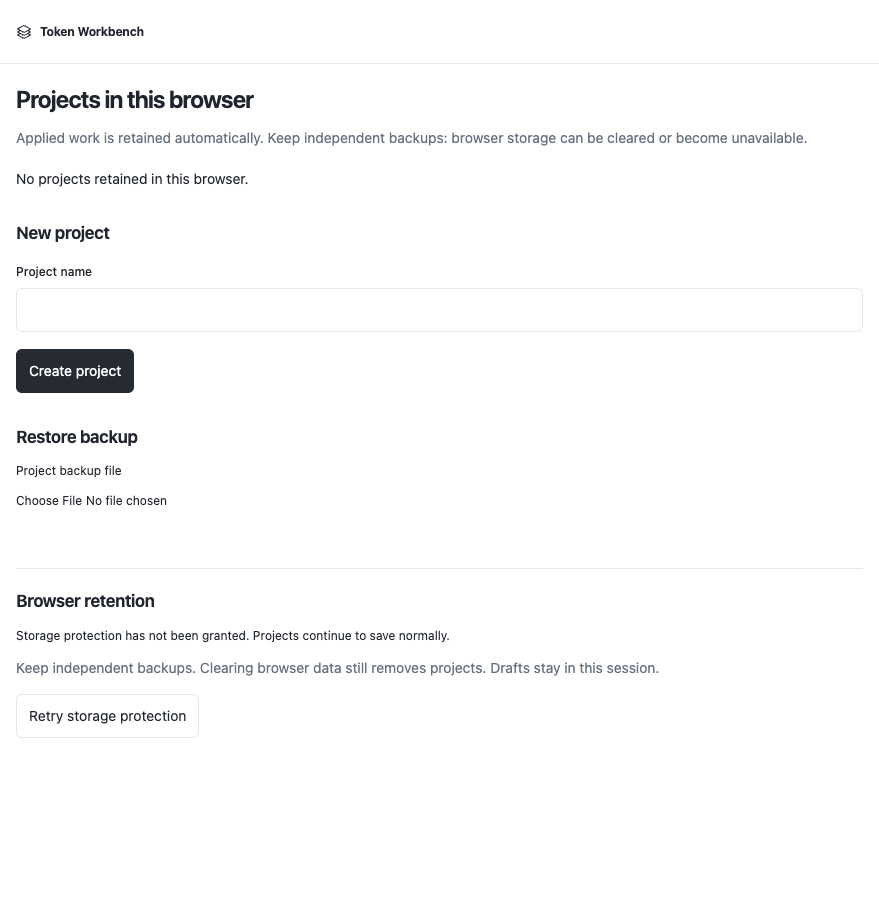 Token Workbench
Projects in this browser
Applied work is retained automatically. Keep independent backups: browser storage can be cleared or become unavailable.
No projects retained in this browser.
New project
Project name
Create project
Restore backup
Project backup file
Choose File No file chosen
Browser retention
Storage protection has not been granted. Projects continue to save normally.
Keep independent backups. Clearing browser data still removes projects. Drafts stay in this session.
Retry storage protection